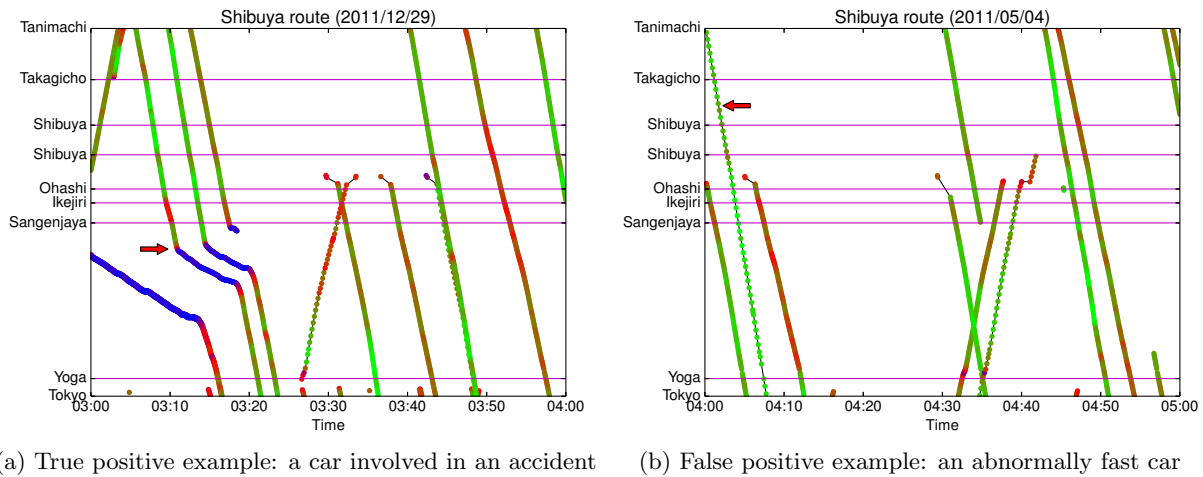 Shibuya route (2011/12/29)
Tanimachi
Takagicho
Shibuya
Shibuya
Ohashi
Ikejiri
Sangenjaya
Yoga
Tokyo
03:00 03:10 03:20 03:30 03:40 03:50 04:00
Time
(a) True positive example: a car involved in an accident
Shibuya route (2011/05/04)
Tanimachi
Takagicho
Shibuya
Shibuya
Ohashi
Ikejiri
Sangenjaya
Yoga
Tokyo
04:00 04:10 04:20 04:30 04:40 04:50 05:00
Time
(b) False positive example: an abnormally fast car